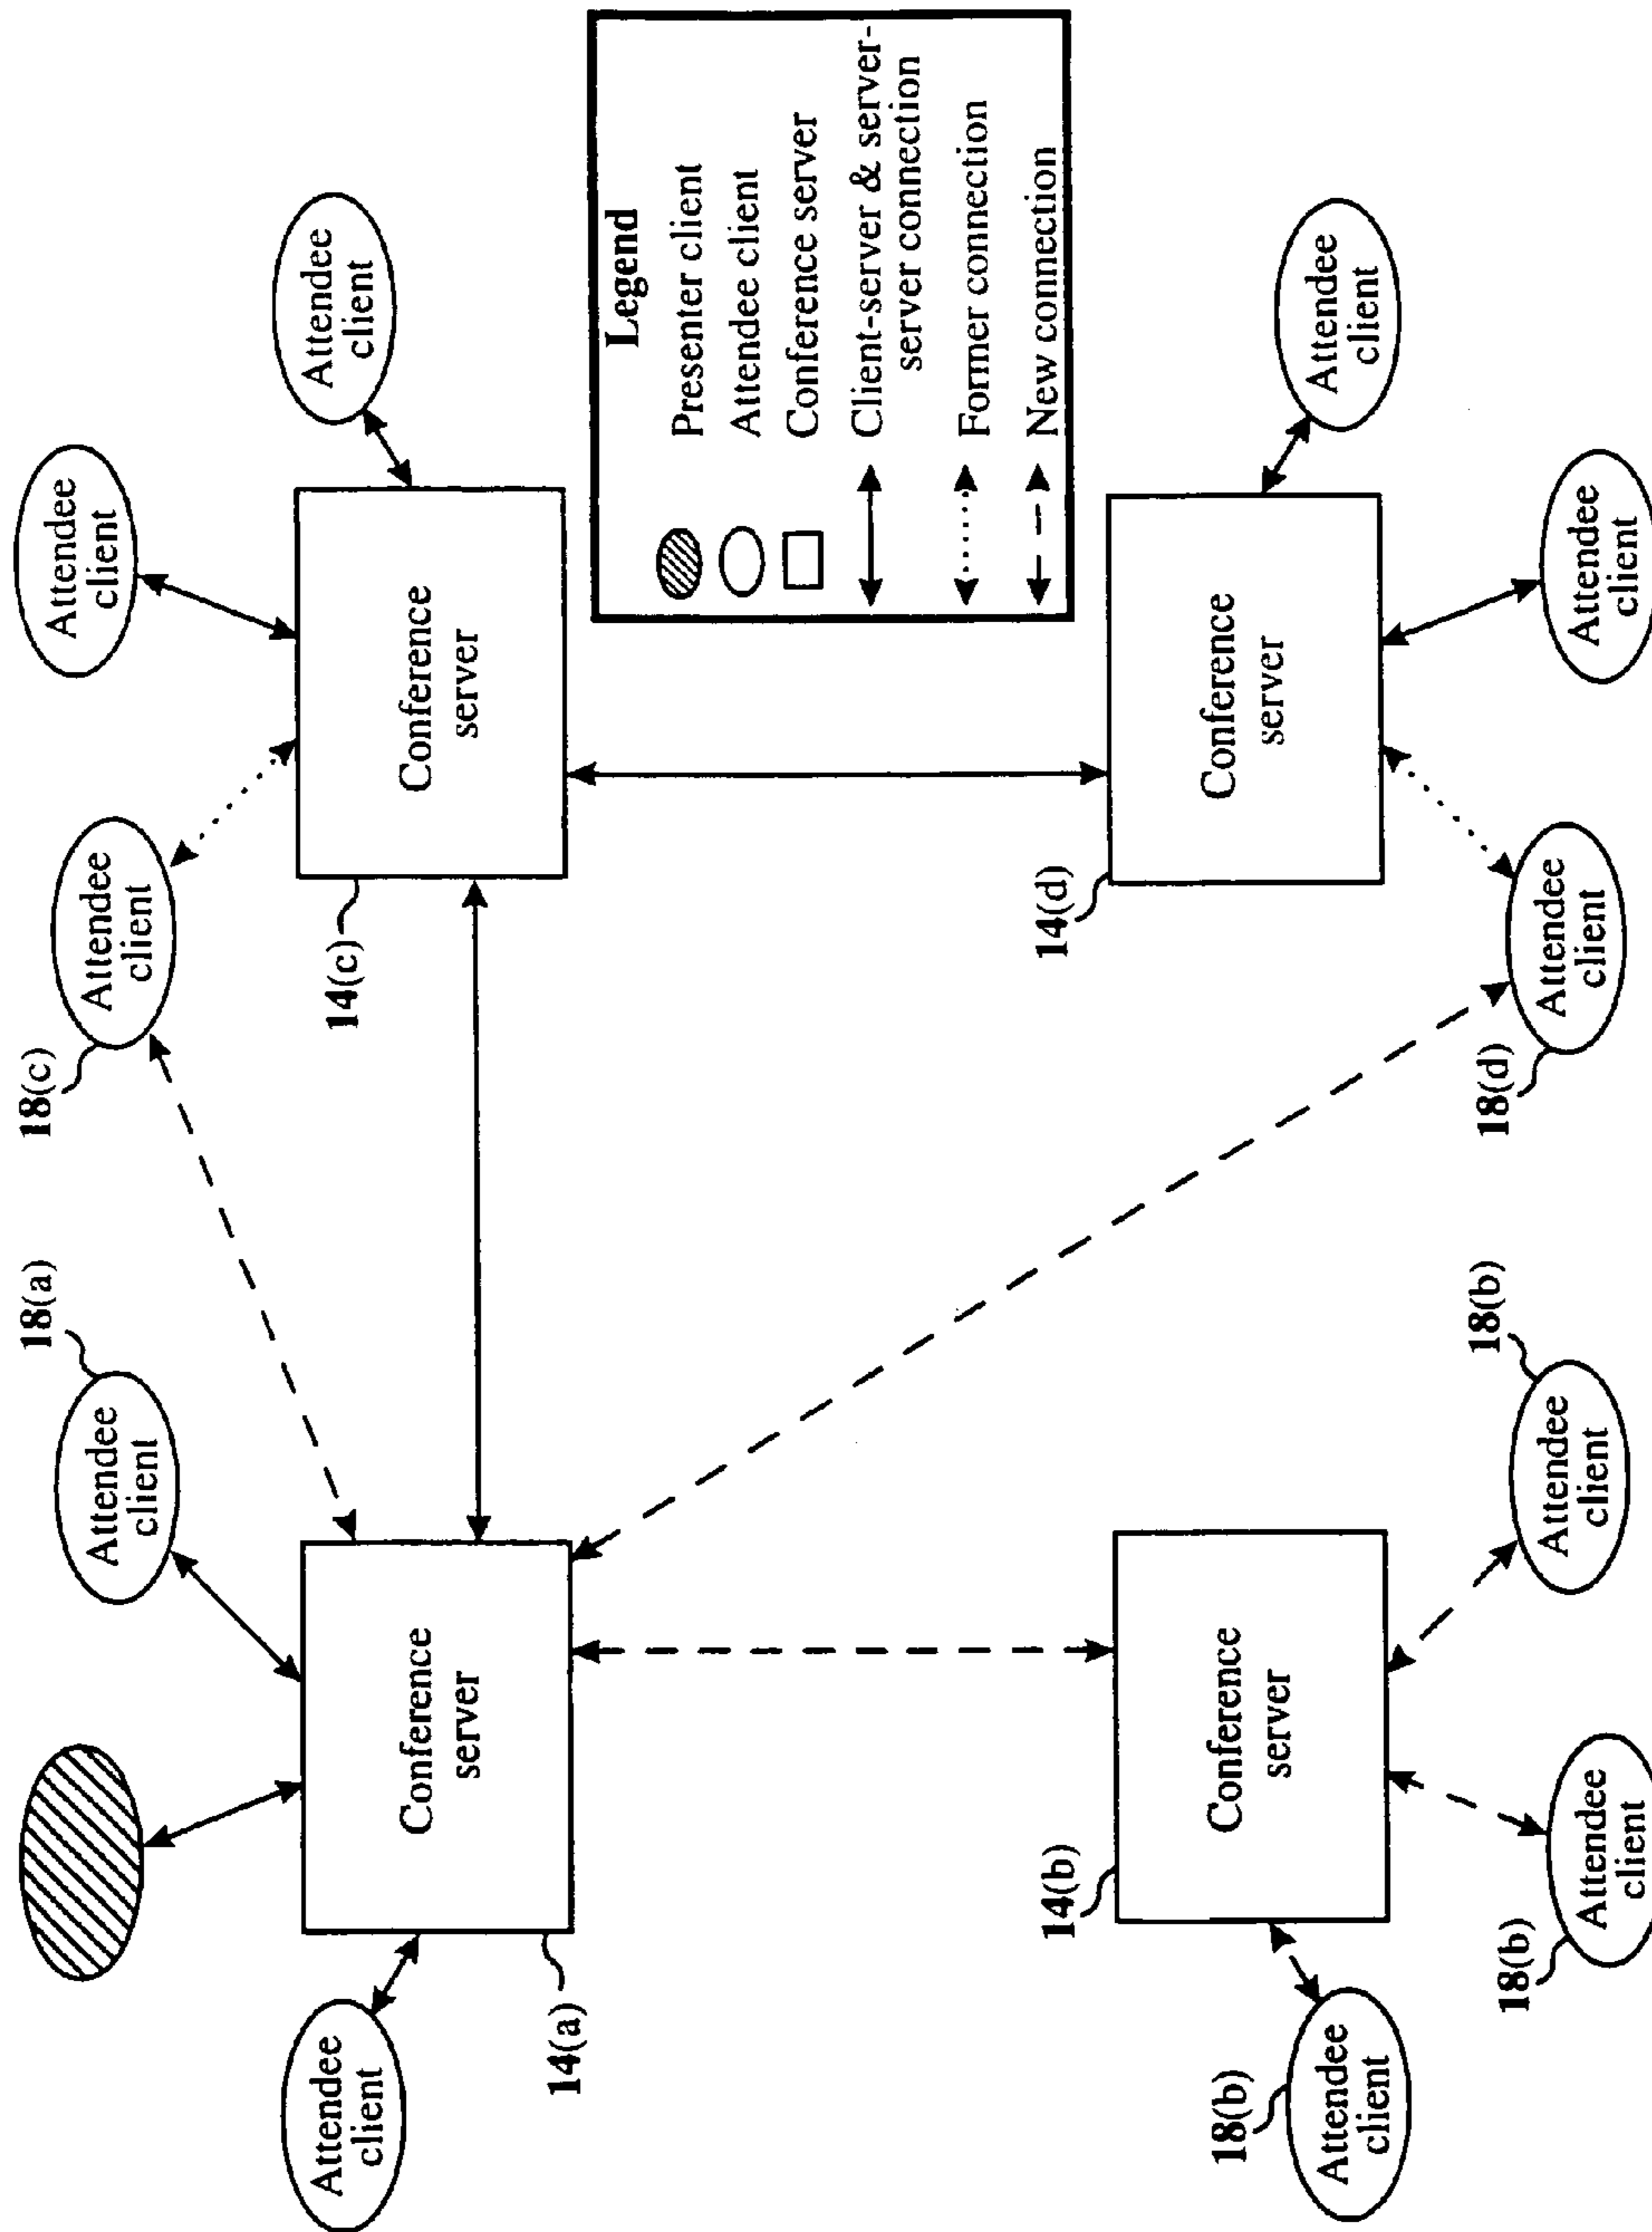 18(a)
18(c)
Attendee
client
Attendee
client
Attendee
client
Attendee
client
Attendee
client
Conference
server
Conference
server
14(a)
14(c)
Legend
Presenter client
Attendee client
Conference server
Client-server & server-
server connection
Former connection
New connection
14(b)
14(d)
Conference
server
Conference
server
18(b)
Attendee
client
Attendee
client
18(b)
Attendee
client
Attendee
client
18(b)
18(d)
Attendee
client
Attendee
client